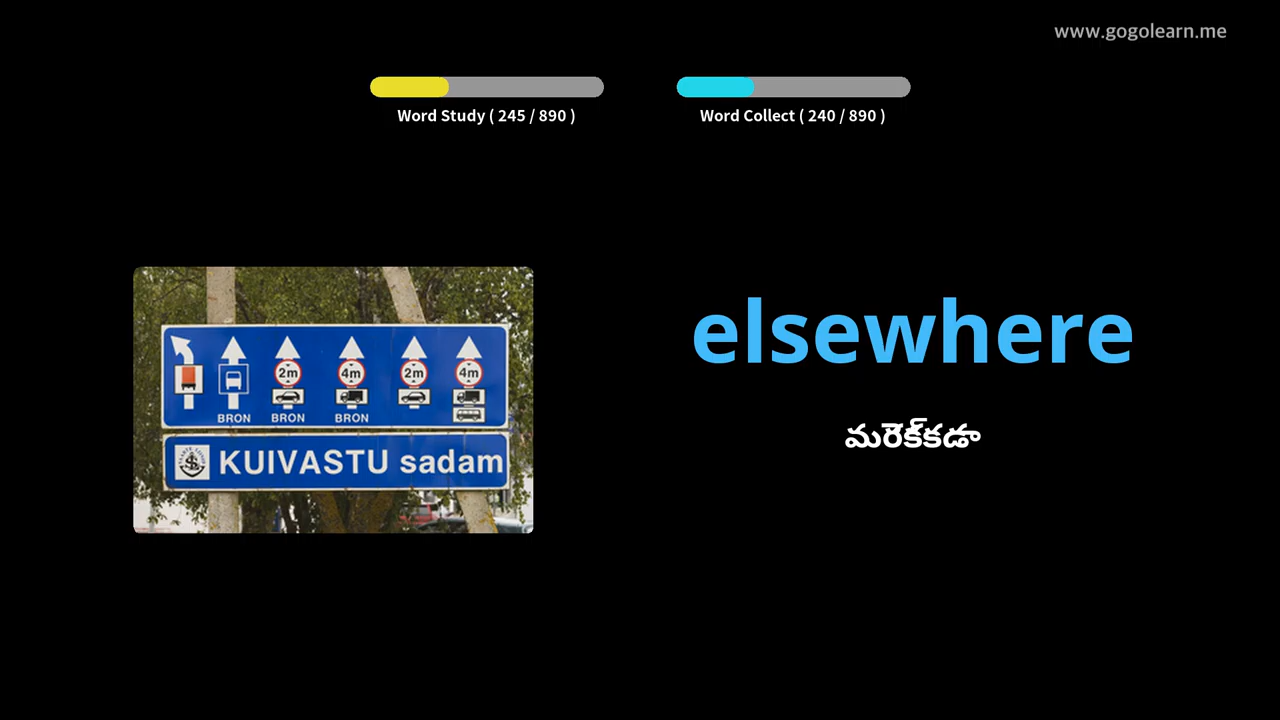 www.gogolearn.me
Word Study ( 245 / 890 )
Word Collect ( 240 / 890 )
2m 4m 2m 4m
BRON BRON BRON
KUIVASTU sadam
elsewhere
మరెక్కడా